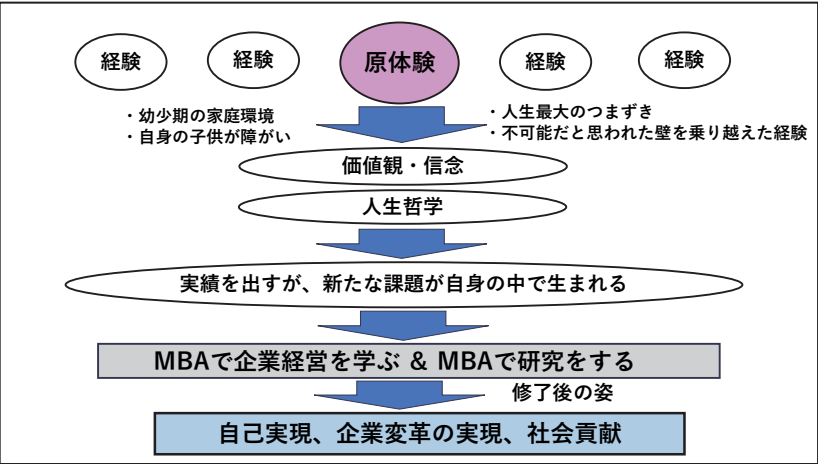 経験
経験
原体験
経験
経験
・幼少期の家庭環境
・自身の子供が障がい
・人生最大のつまずき
・不可能だと思われた壁を乗り越えた経験
価値観・信念
人生哲学
実績を出すが、新たな課題が自身の中で生まれる
MBAで企業経営を学ぶ & MBAで研究をする
修了後の姿
自己実現、企業変革の実現、社会貢献